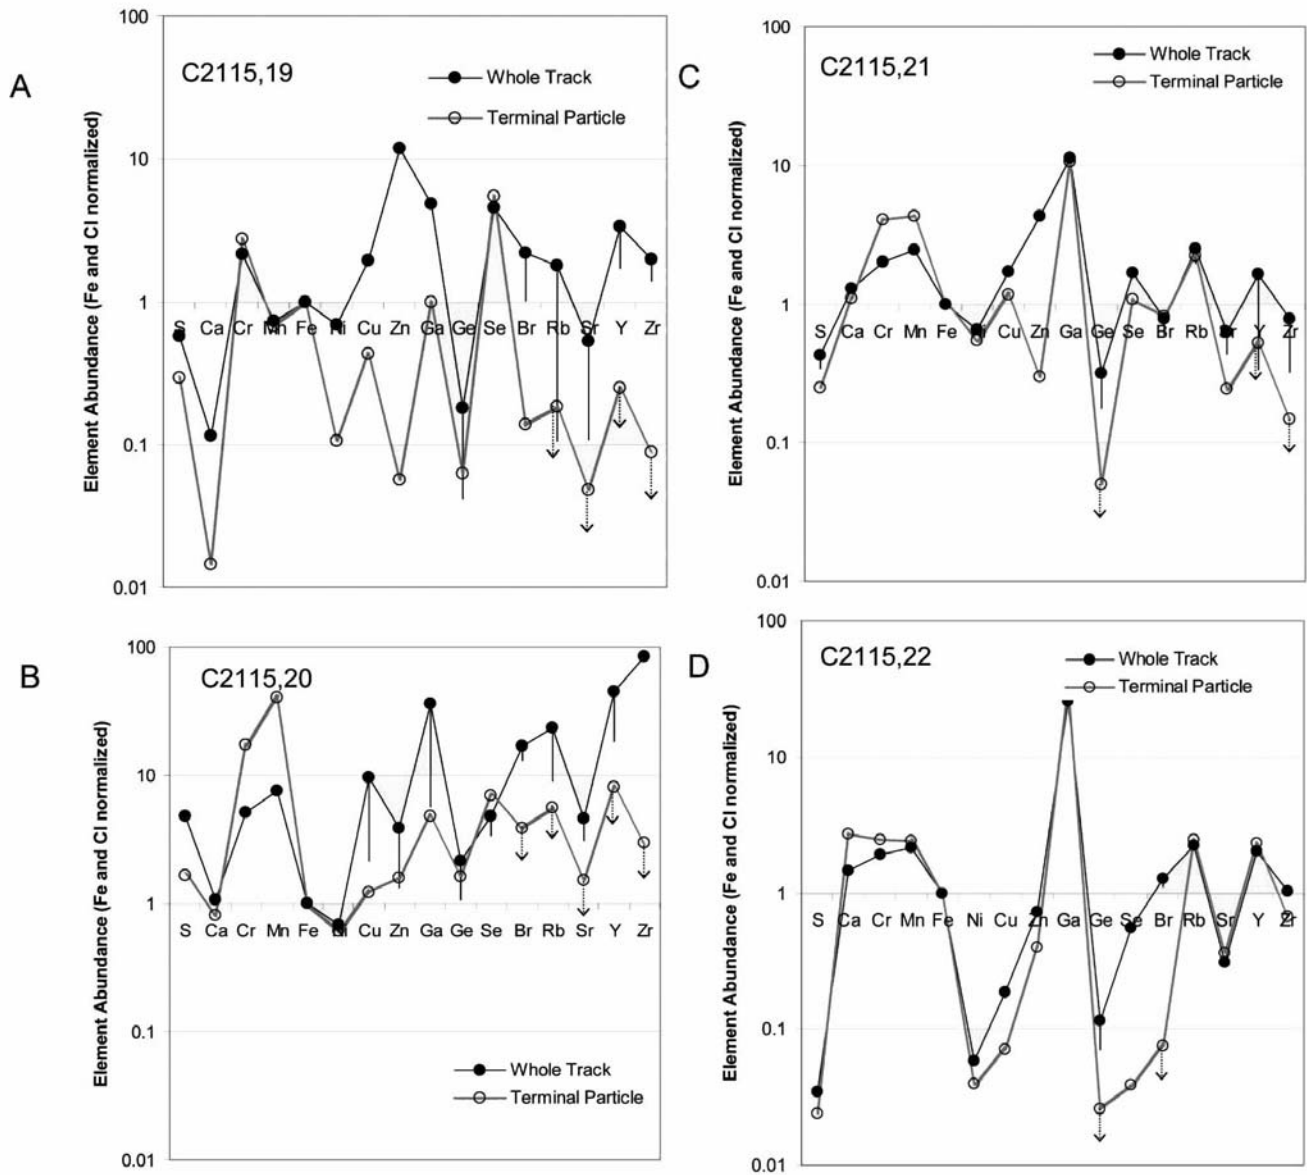 A
C2115,19
Whole Track
Terminal Particle
Element Abundance (Fe and CI normalized)
100
10
1
0.1
0.01
S Ca Cr Mn Fe Ni Cu Zn Ga Ge Se Br Rb Sr Y Zr
B
C2115,20
Element Abundance (Fe and CI normalized)
100
10
1
0.1
0.01
S Ca Cr Mn Fe Ni Cu Zn Ga Ge Se Br Rb Sr Y Zr
Whole Track
Terminal Particle
C
C2115,21
Whole Track
Terminal Particle
Element Abundance (Fe and CI normalized)
100
10
1
0.1
0.01
S Ca Cr Mn Fe Ni Cu Zn Ga Ge Se Br Rb Sr Y Zr
D
C2115,22
Whole Track
Terminal Particle
Element Abundance (Fe and CI normalized)
100
10
1
0.1
0.01
S Ca Cr Mn Fe Ni Cu Zn Ga Ge Se Br Rb Sr Y Zr